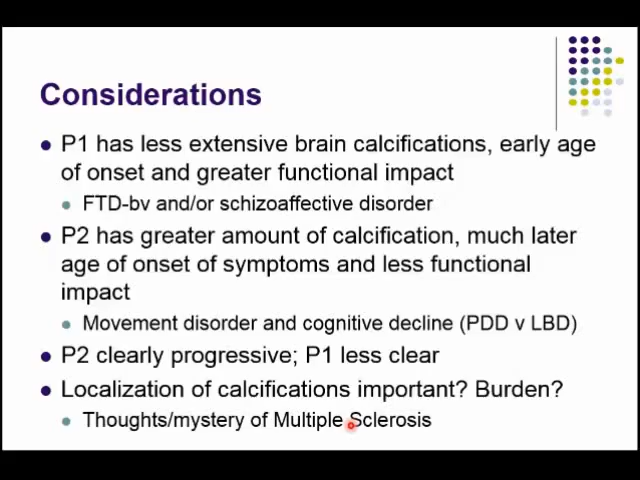 Considerations
P1 has less extensive brain calcifications, early age
of onset and greater functional impact
FTD-bv and/or schizoaffective disorder
P2 has greater amount of calcification, much later
age of onset of symptoms and less functional
impact
Movement disorder and cognitive decline (PDD v LBD)
P2 clearly progressive; P1 less clear
Localization of calcifications important? Burden?
Thoughts/mystery of Multiple Sclerosis